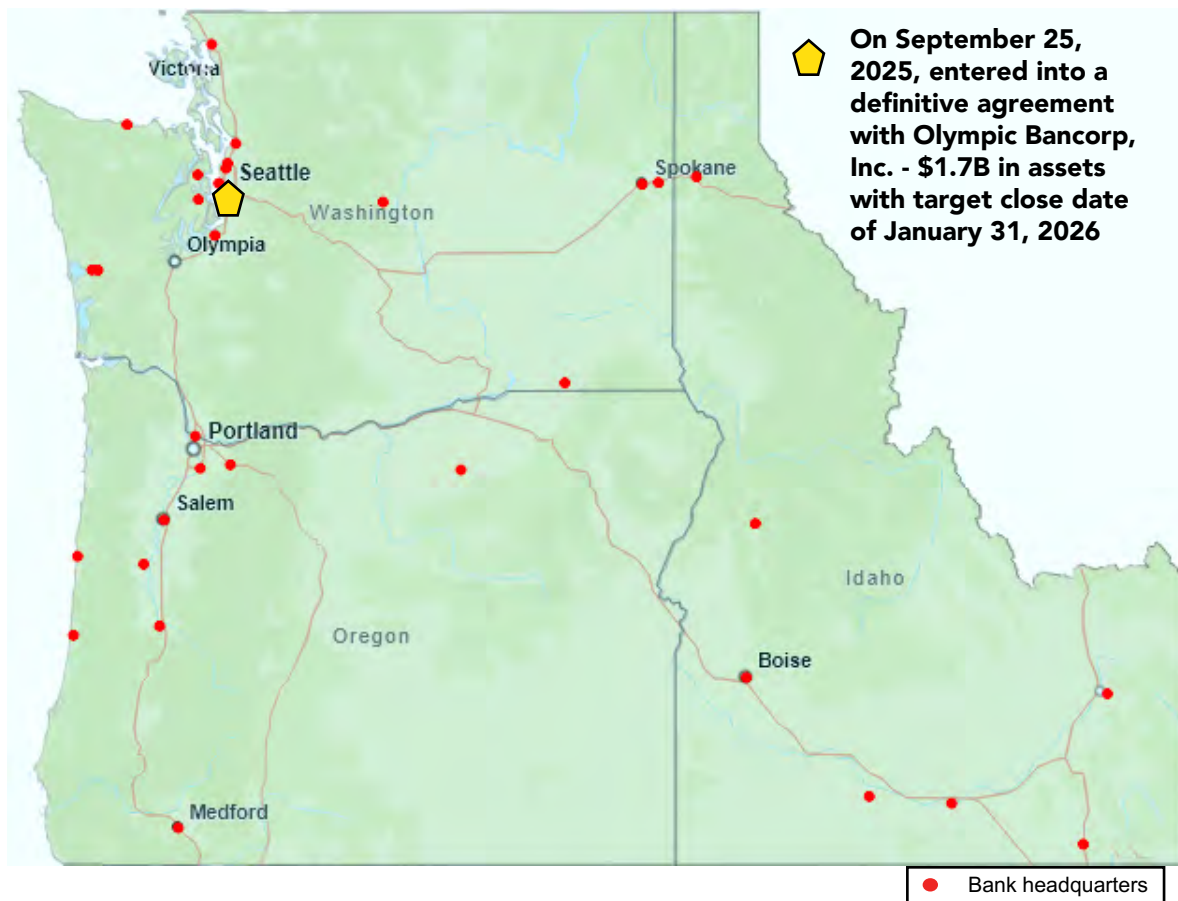 On September 25,
2025, entered into a
definitive agreement
with Olympic Bancorp,
Inc. - $1.7B in assets
with target close date
of January 31, 2026
Victoria
Seattle
Washington
Spokane
Olympia
Portland
Salem
Idaho
Oregon
Boise
Medford
Bank headquarters